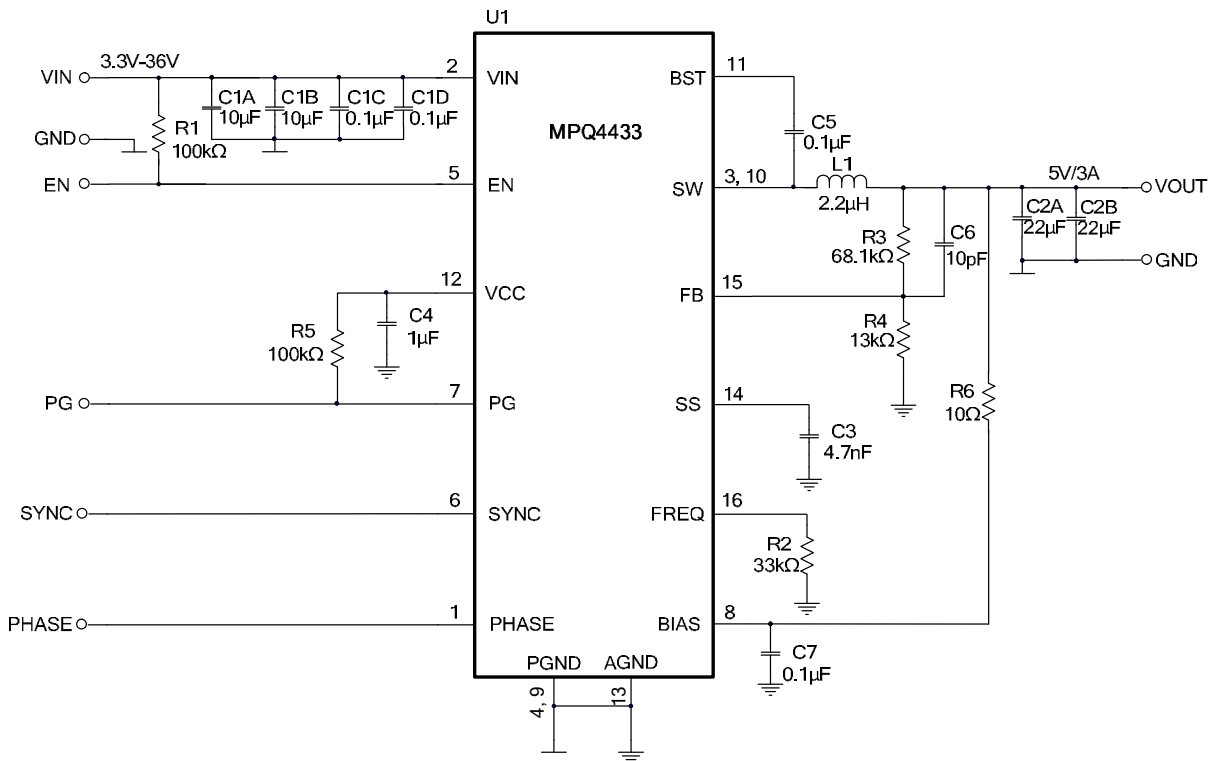 U1
MPQ4433
3.3V-36V
VIN
GND
EN
R1
100kΩ
C1A
10µF
C1B
10µF
C1C
0.1µF
C1D
0.1µF
2
VIN
5
EN
12
VCC
R5
100kΩ
C4
1µF
PG
7
PG
SYNC
6
SYNC
PHASE
1
PHASE
PGND
AGND
4, 9
13
BST
11
C5
0.1µF
SW
3, 10
L1
2.2µH
5V/3A
VOUT
C2A
22µF
C2B
22µF
GND
R3
68.1kΩ
C6
10pF
FB
15
R4
13kΩ
SS
14
C3
4.7nF
R6
10Ω
FREQ
16
R2
33kΩ
BIAS
8
C7
0.1µF